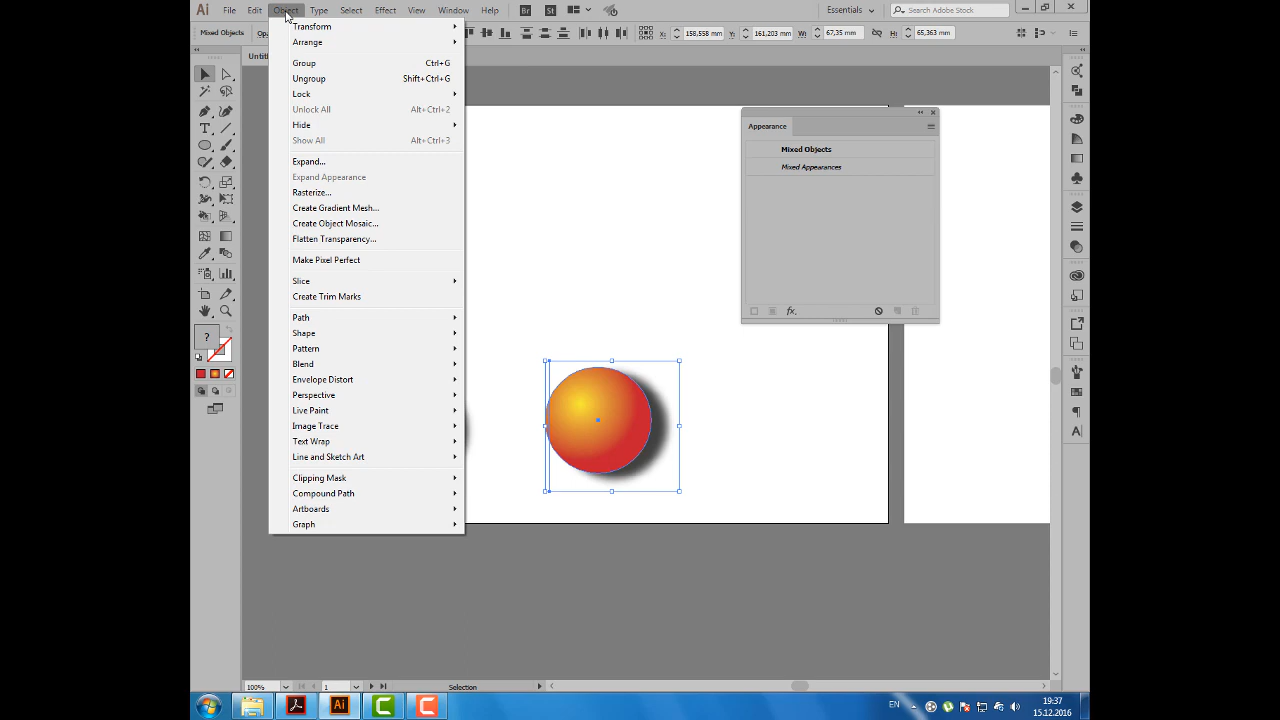 Ai File Edit Object Type Select Effect View Window Help Br St Essentials Search Adobe Stock
Mixed Objects Opa X: 158,558 mm Y: 161,203 mm W: 67,35 mm H: 65,363 mm
Untitl
Transform
Arrange
Group Ctrl+G
Ungroup Shift+Ctrl+G
Lock
Unlock All Alt+Ctrl+2
Hide
Show All Alt+Ctrl+3
Expand...
Expand Appearance
Rasterize...
Create Gradient Mesh...
Create Object Mosaic...
Flatten Transparency...
Make Pixel Perfect
Slice
Create Trim Marks
Path
Shape
Pattern
Blend
Envelope Distort
Perspective
Live Paint
Image Trace
Text Wrap
Line and Sketch Art
Clipping Mask
Compound Path
Artboards
Graph
Appearance
Mixed Objects
Mixed Appearances
fx.
?
100% 1 Selection
Ai C C EN 19:37
15.12.2016